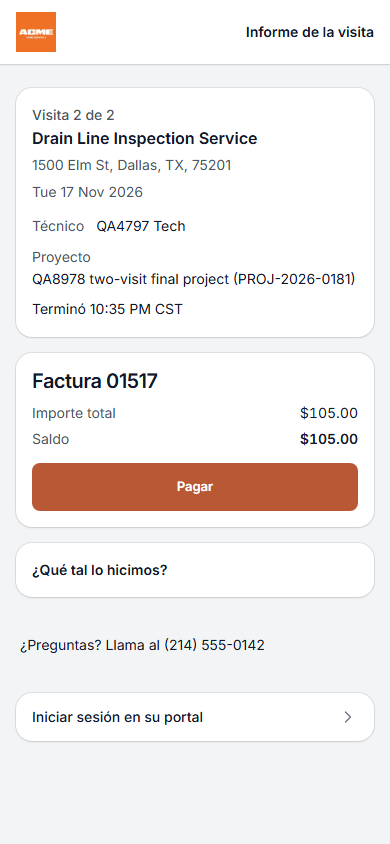 ACME
Informe de la visita
Visita 2 de 2
Drain Line Inspection Service
1500 Elm St, Dallas, TX, 75201
Tue 17 Nov 2026
Técnico QA4797 Tech
Proyecto
QA8978 two-visit final project (PROJ-2026-0181)
Terminó 10:35 PM CST
Factura 01517
Importe total $105.00
Saldo $105.00
Pagar
¿Qué tal lo hicimos?
¿Preguntas? Llama al (214) 555-0142
Iniciar sesión en su portal